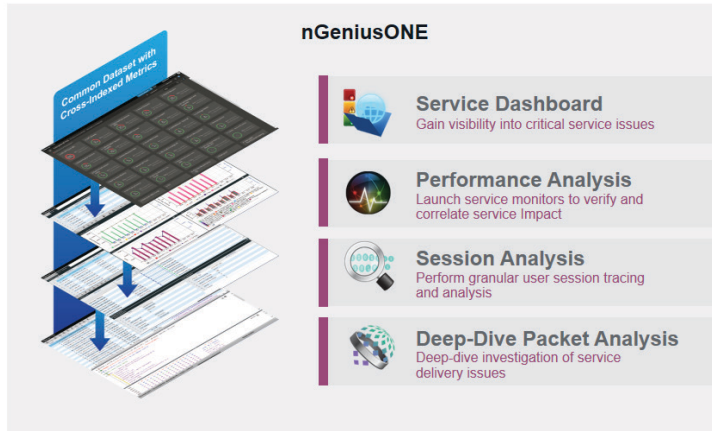 nGeniusONE
Common Dataset with
Cross-Indexed Metrics
Service Dashboard
Gain visibility into critical service issues
Performance Analysis
Launch service monitors to verify and
correlate service Impact
Session Analysis
Perform granular user session tracing
and analysis
Deep-Dive Packet Analysis
Deep-dive investigation of service
delivery issues